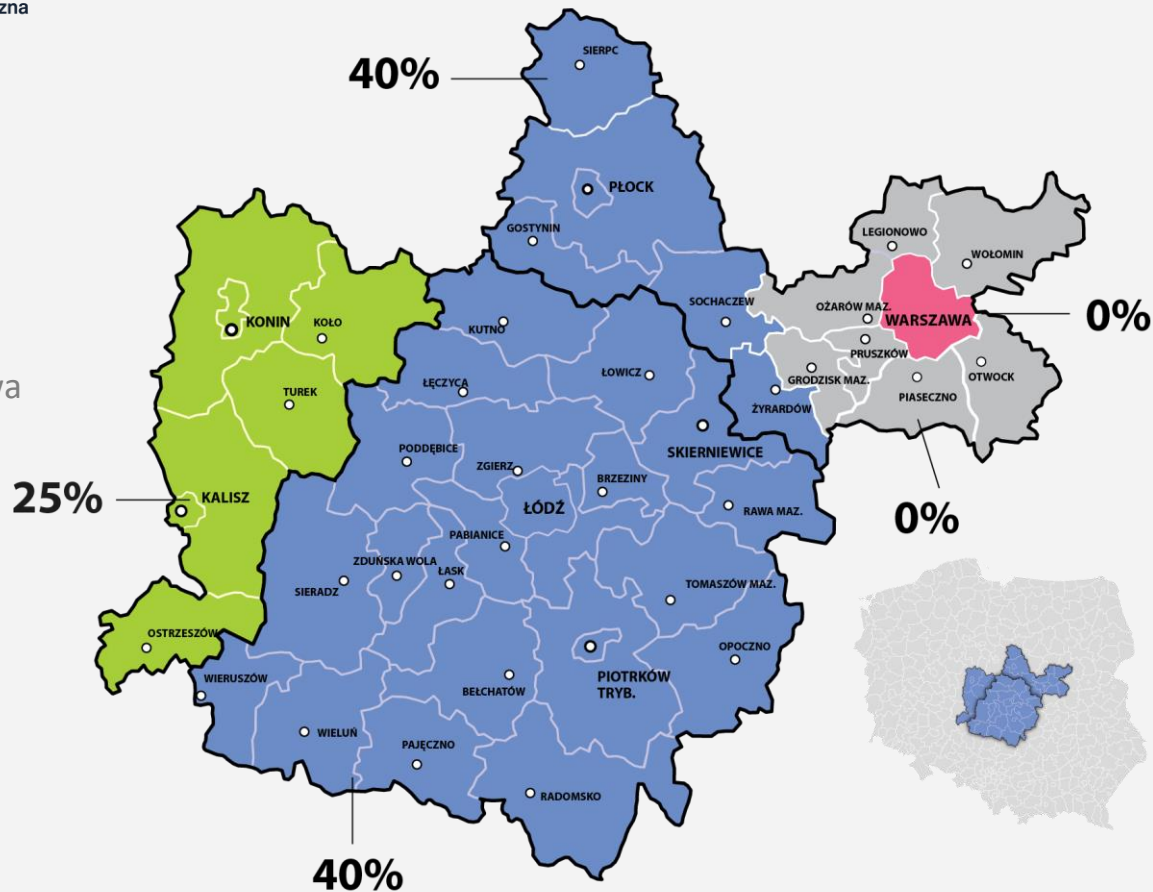 zna
SIERPC
40%
PŁOCK
GOSTYNIN
LEGIONOWO
WOŁOMIN
SOCHACZEW
OŻARÓW MAZ.
WARSZAWA
0%
KONIN
KOŁO
KUTNO
PRUSZKÓW
ŁOWICZ
GRODZISK MAZ.
OTWOCK
va
TUREK
ŁĘCZYCA
PIASECZNO
ŻYRARDÓW
PODDĘBICE
SKIERNIEWICE
ZGIERZ
BRZEZINY
25%
KALISZ
ŁÓDŹ
RAWA MAZ.
0%
PABIANICE
ZDUŃSKA WOLA
ŁASK
SIERADZ
TOMASZÓW MAZ.
OSTRZESZÓW
OPOCZNO
WIERUSZÓW
PIOTRKÓW
TRYB.
BEŁCHATÓW
WIELUŃ
PAJĘCZNO
RADOMSKO
40%